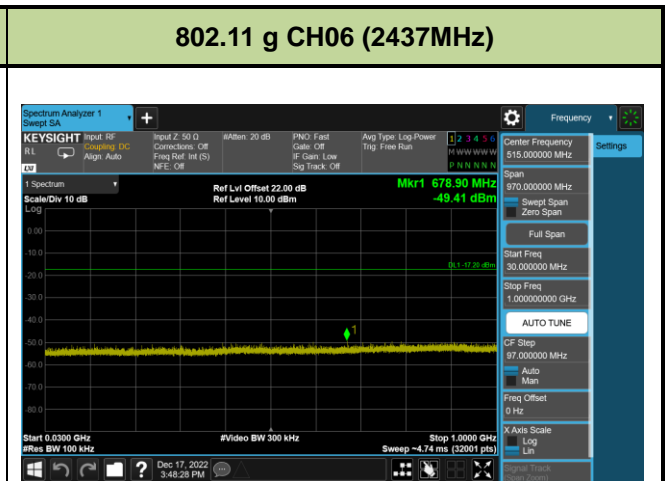 802.11 g CH06 (2437MHz)
Spectrum Analyzer 1
Swept SA
Frequency
KEYSIGHT
RL
LXI
Input: RF
Coupling: DC
Align: Auto
Input Z: 50 Ω
Corrections: Off
Freq Ref: Int (S)
NFE: Off
#Atten: 20 dB
PNO: Fast
Gate: Off
IF Gain: Low
Sig Track: Off
Avg Type: Log-Power
Trig: Free Run
1 2 3 4 5 6
M W W W W W
P N N N N N
Center Frequency
515.000000 MHz
Settings
1 Spectrum
Scale/Div 10 dB
Log
Ref Lvl Offset 22.00 dB
Ref Level 10.00 dBm
Mkr1 678.90 MHz
-49.41 dBm
Span
970.000000 MHz
Swept Span
Zero Span
Full Span
Start Freq
30.000000 MHz
Stop Freq
1.000000000 GHz
AUTO TUNE
CF Step
97.000000 MHz
Auto
Man
Freq Offset
0 Hz
X Axis Scale
Log
Lin
Signal Track
(Span Zoom)
0.00
-10.0
DL1 -17.20 dBm
-20.0
-30.0
-40.0
1
-50.0
-60.0
-70.0
-80.0
Start 0.0300 GHz
#Res BW 100 kHz
#Video BW 300 kHz
Stop 1.0000 GHz
Sweep ~4.74 ms (32001 pts)
?
Dec 17, 2022
3:48:28 PM